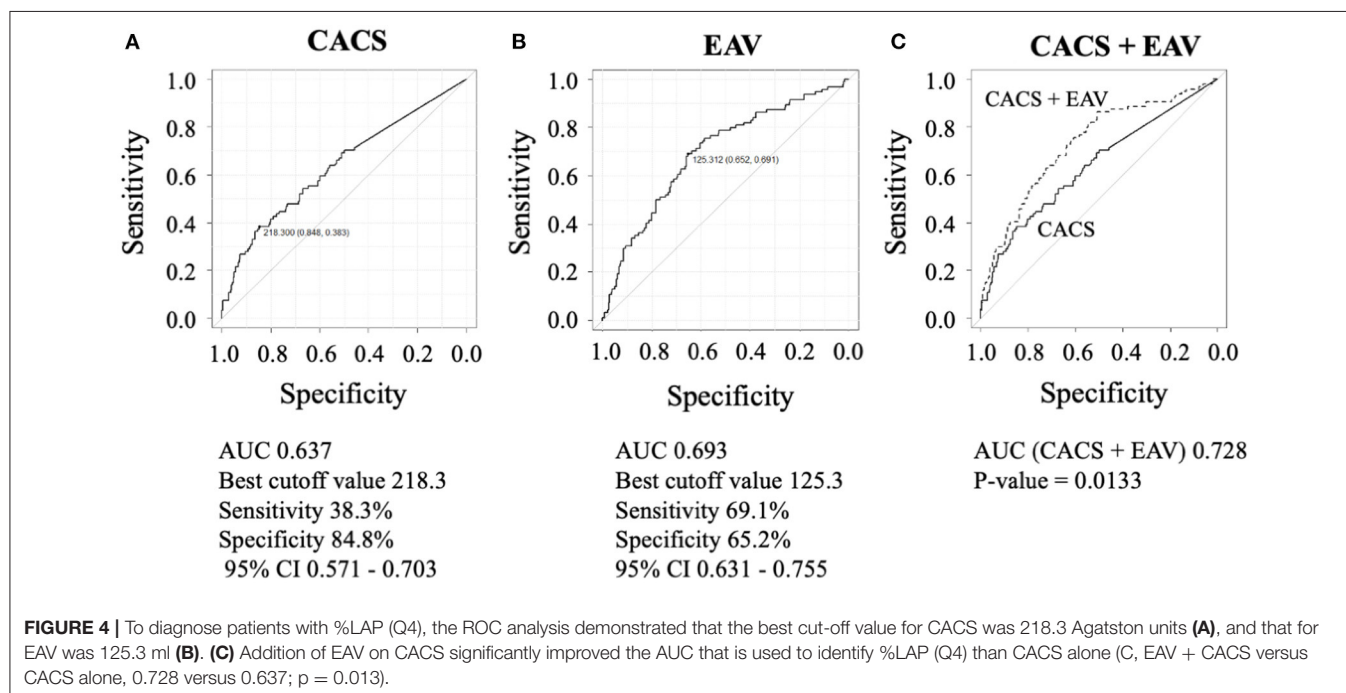 A
CACS
1.0
0.8
0.6
0.4
0.2
0.0
Sensitivity
218.300 (0.848, 0.383)
1.0 0.8 0.6 0.4 0.2 0.0
Specificity
AUC 0.637
Best cutoff value 218.3
Sensitivity 38.3%
Specificity 84.8%
95% CI 0.571 - 0.703
B
EAV
1.0
0.8
0.6
0.4
0.2
0.0
Sensitivity
125.312 (0.652, 0.691)
1.0 0.8 0.6 0.4 0.2 0.0
Specificity
AUC 0.693
Best cutoff value 125.3
Sensitivity 69.1%
Specificity 65.2%
95% CI 0.631 - 0.755
C
CACS + EAV
1.0
0.8
0.6
0.4
0.2
0.0
Sensitivity
CACS + EAV
CACS
1.0 0.8 0.6 0.4 0.2 0.0
Specificity
AUC (CACS + EAV) 0.728
P-value = 0.0133
FIGURE 4 | To diagnose patients with %LAP (Q4), the ROC analysis demonstrated that the best cut-off value for CACS was 218.3 Agatston units (A), and that for
EAV was 125.3 ml (B). (C) Addition of EAV on CACS significantly improved the AUC that is used to identify %LAP (Q4) than CACS alone (C, EAV + CACS versus
CACS alone, 0.728 versus 0.637; p = 0.013).